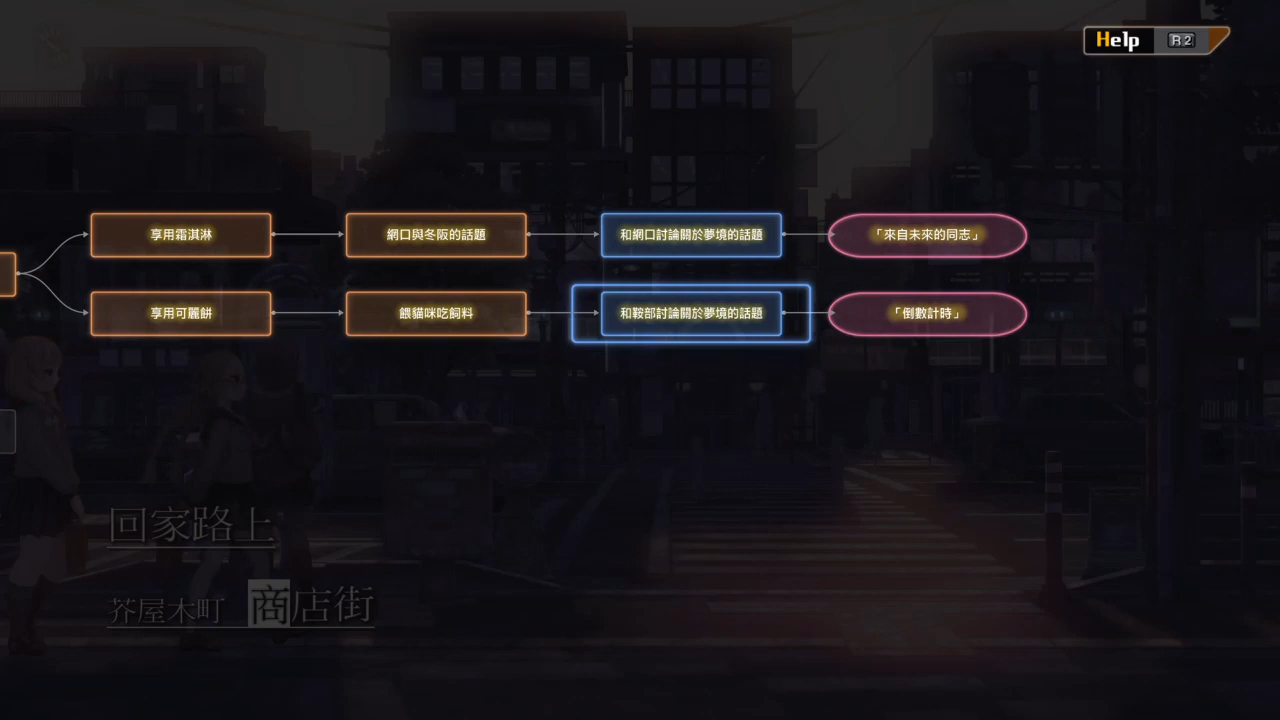 Help R2
享用霜淇淋
網口與冬阪的話題
和網口討論關於夢境的話題
「來自未來的同志」
享用可麗餅
餵貓咪吃飼料
和鞍部討論關於夢境的話題
「倒數計時」
回家路上
芥屋木町 商店街